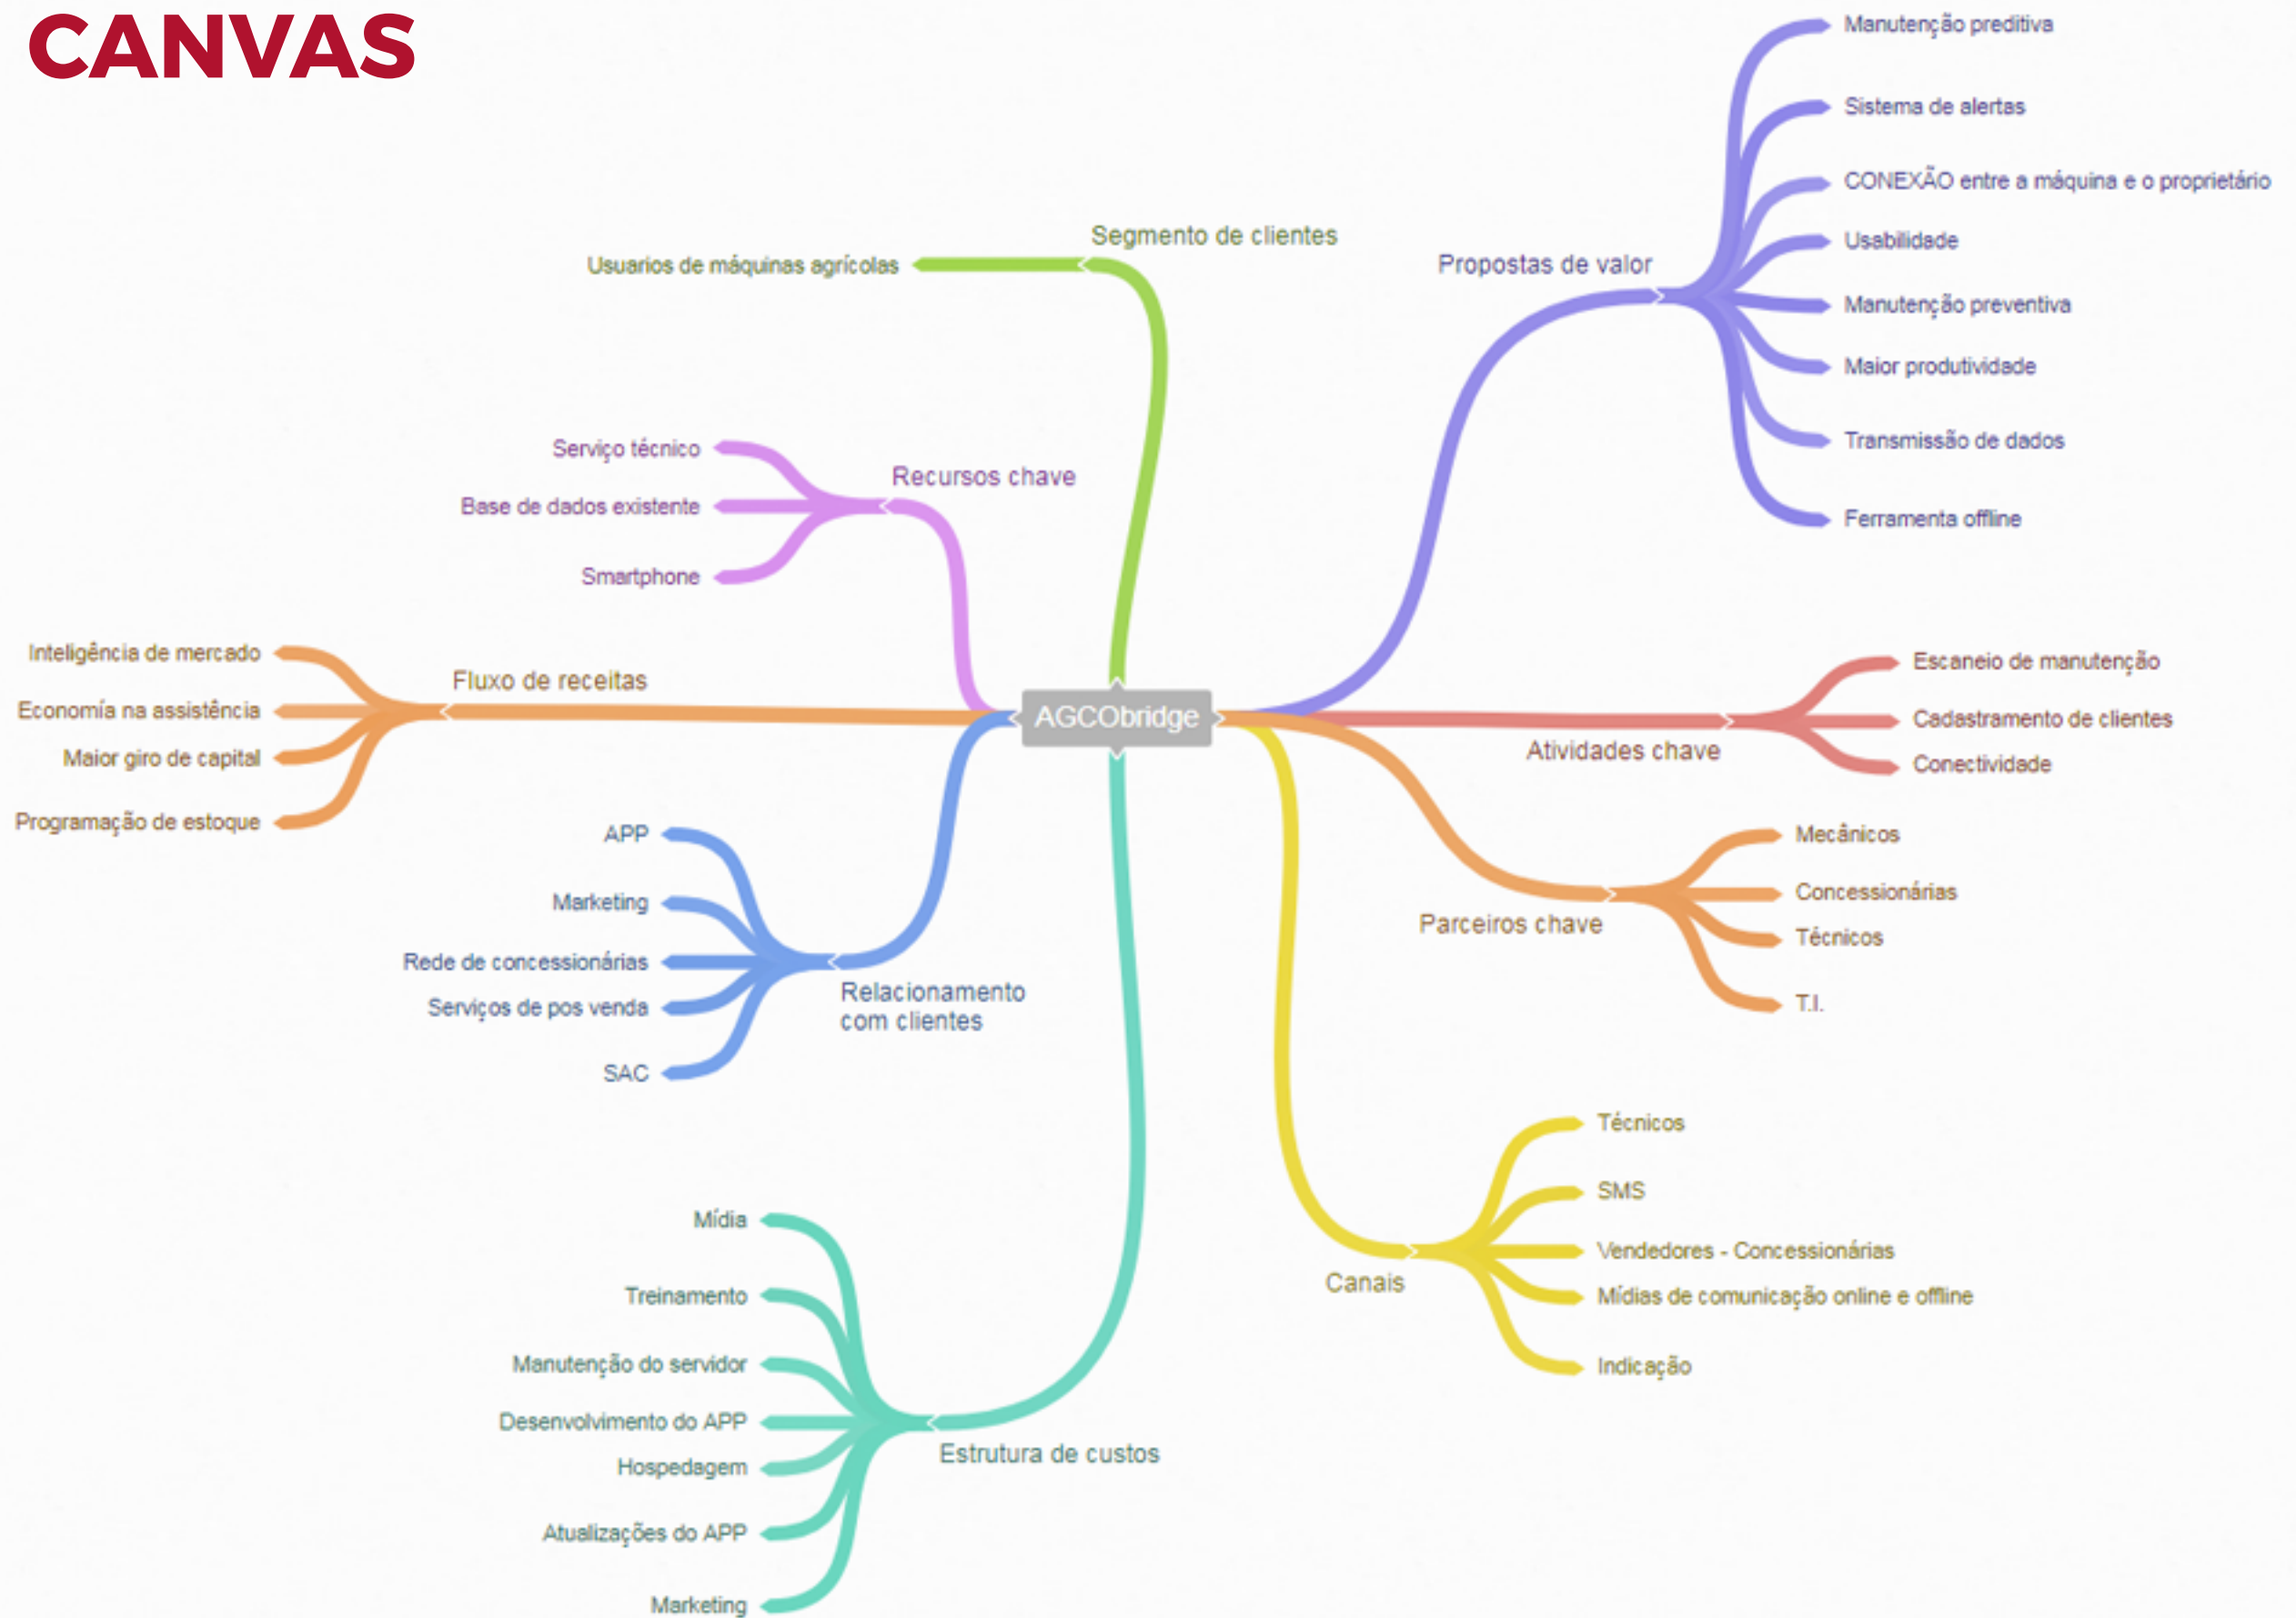 CANVAS
Segmento de clientes
Usuarios de máquinas agrícolas
Recursos chave
Serviço técnico
Base de dados existente
Smartphone
Fluxo de receitas
Inteligência de mercado
Economía na assistência
Maior giro de capital
Programação de estoque
AGCObridge
APP
Marketing
Rede de concessionárias
Serviços de pos venda
SAC
Relacionamento
com clientes
Mídia
Treinamento
Manutenção do servidor
Desenvolvimento do APP
Hospedagem
Atualizações do APP
Marketing
Estrutura de custos
Propostas de valor
Manutenção preditiva
Sistema de alertas
CONEXÃO entre a máquina e o proprietário
Usabilidade
Manutenção preventiva
Maior produtividade
Transmissão de dados
Ferramenta offline
Atividades chave
Escaneio de manutenção
Cadastramento de clientes
Conectividade
Parceiros chave
Mecânicos
Concessionárias
Técnicos
T.I.
Canais
Técnicos
SMS
Vendedores - Concessionárias
Mídias de comunicação online e offline
Indicação